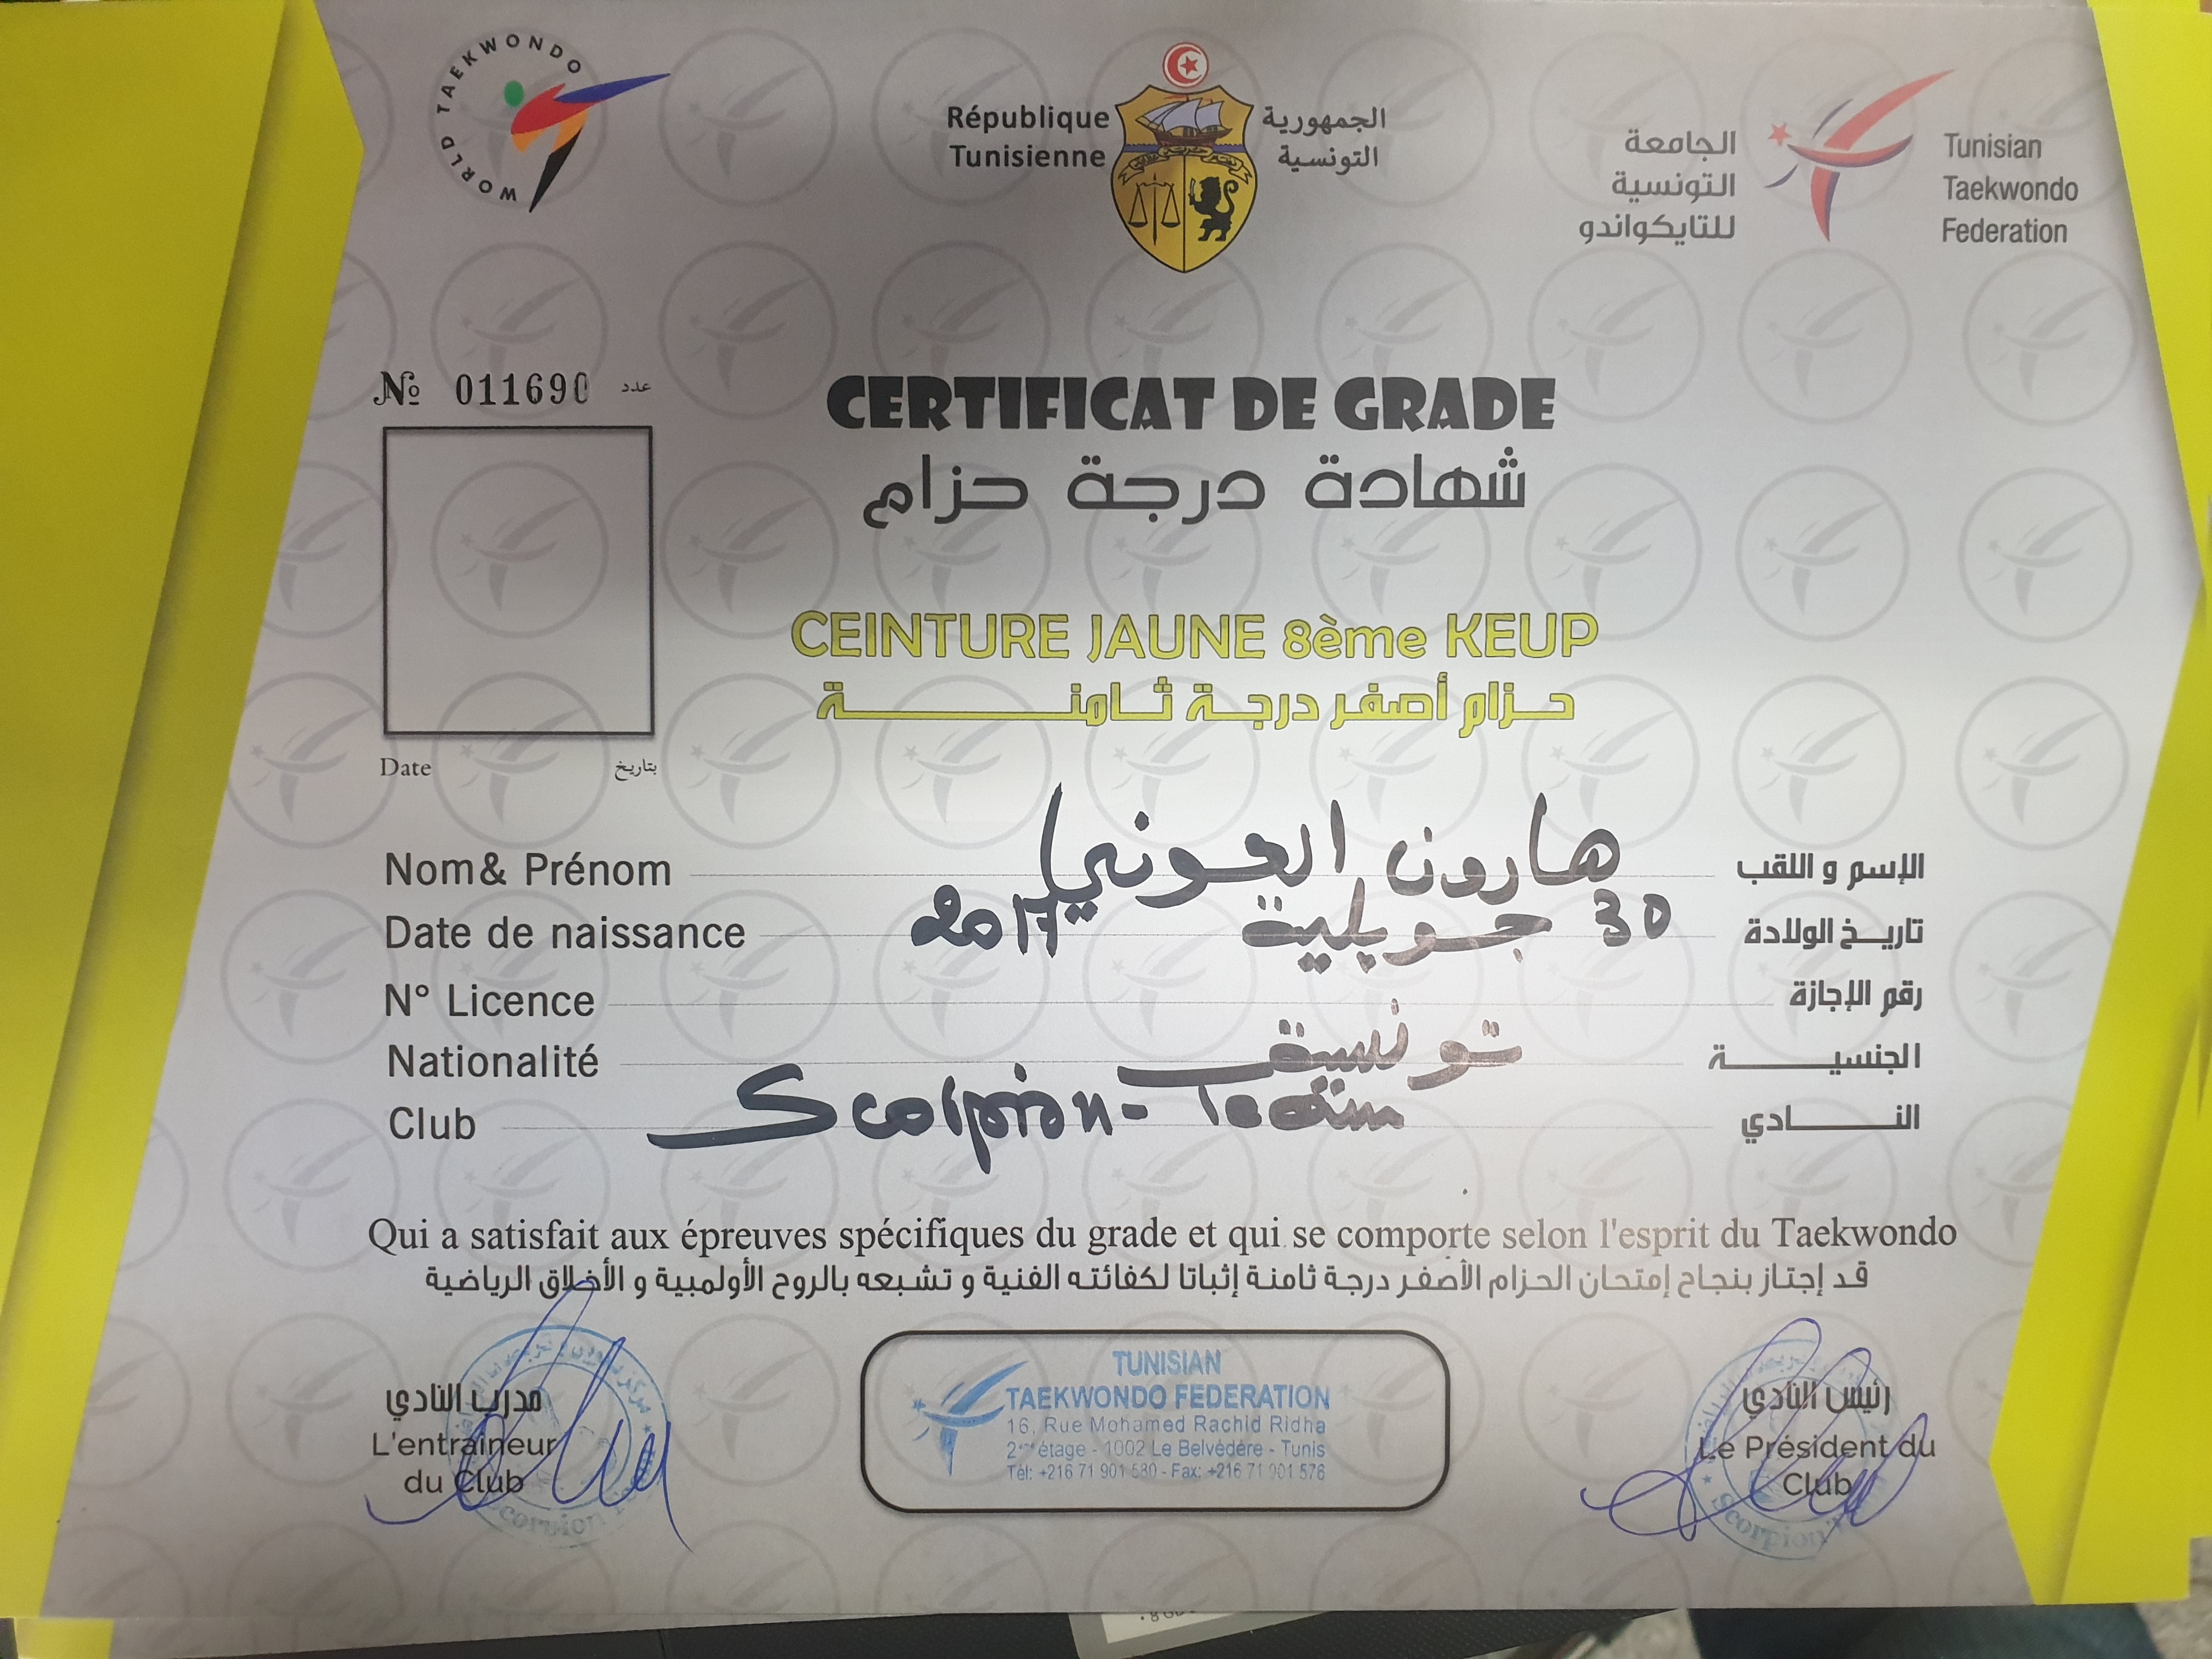 WORLD TAEKWONDO
République
Tunisienne
الجمهورية
التونسية
الجامعة
التونسية
للتايكواندو
Tunisian
Taekwondo
Federation
№ 011690 عدد
CERTIFICAT DE GRADE
شهادة درجة حزام
CEINTURE JAUNE 8ème KEUP
حزام أصفر درجة ثامنة
Date بتاريخ
Nom& Prénom هارون العوني الإسم و اللقب
Date de naissance 30 جويلية 2017 تاريخ الولادة
N° Licence رقم الإجازة
Nationalité تونسية الجنسية
Club Scorpion-Team النادي
Qui a satisfait aux épreuves spécifiques du grade et qui se comporte selon l'esprit du Taekwondo
قد إجتاز بنجاح إمتحان الحزام الأصفر درجة ثامنة إثباتا لكفائته الفنية و تشبعه بالروح الأولمبية و الأخلاق الرياضية
مدرب النادي
L'entraineur
du Club
TUNISIAN
TAEKWONDO FEDERATION
16, Rue Mohamed Rachid Ridha
2ème étage - 1002 Le Belvédére - Tunis
Tél: +216 71 901 580 - Fax: +216 71 901 576
رئيس النادي
Le Président du
Club
Scorpion
Scorpion